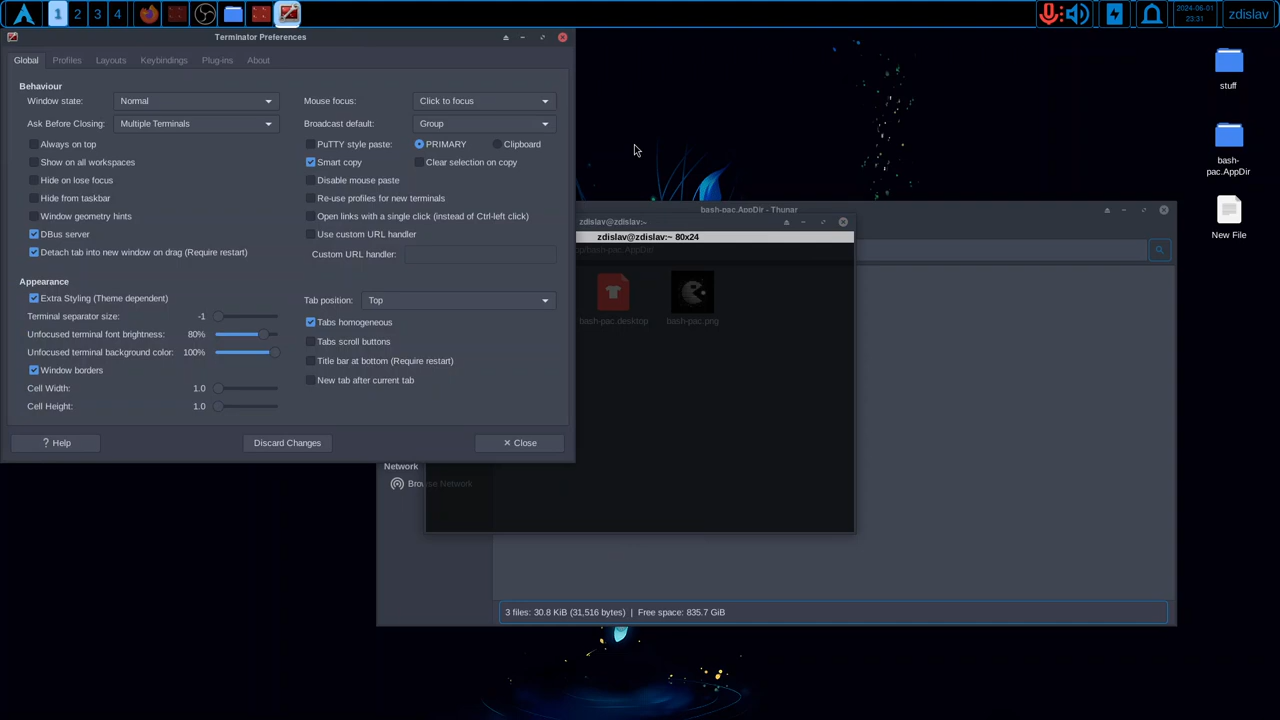 1 2 3 4
2024-06-01
23:31
zdislav
Terminator Preferences
Global Profiles Layouts Keybindings Plug-ins About
Behaviour
Window state: Normal
Ask Before Closing: Multiple Terminals
Always on top
Show on all workspaces
Hide on lose focus
Hide from taskbar
Window geometry hints
DBus server
Detach tab into new window on drag (Require restart)
Mouse focus: Click to focus
Broadcast default: Group
PuTTY style paste: PRIMARY Clipboard
Smart copy Clear selection on copy
Disable mouse paste
Re-use profiles for new terminals
Open links with a single click (instead of Ctrl-left click)
Use custom URL handler
Custom URL handler:
Appearance
Extra Styling (Theme dependent)
Terminal separator size: -1
Unfocused terminal font brightness: 80%
Unfocused terminal background color: 100%
Window borders
Cell Width: 1.0
Cell Height: 1.0
Tab position: Top
Tabs homogeneous
Tabs scroll buttons
Title bar at bottom (Require restart)
New tab after current tab
? Help Discard Changes Close
bash-pac.AppDir - Thunar
zdislav@zdislav:~
zdislav@zdislav:~ 80x24
bash-pac.desktop
bash-pac.png
Network
Browse Network
3 files: 30.8 KiB (31,516 bytes) | Free space: 835.7 GiB
stuff
bash-
pac.AppDir
New File